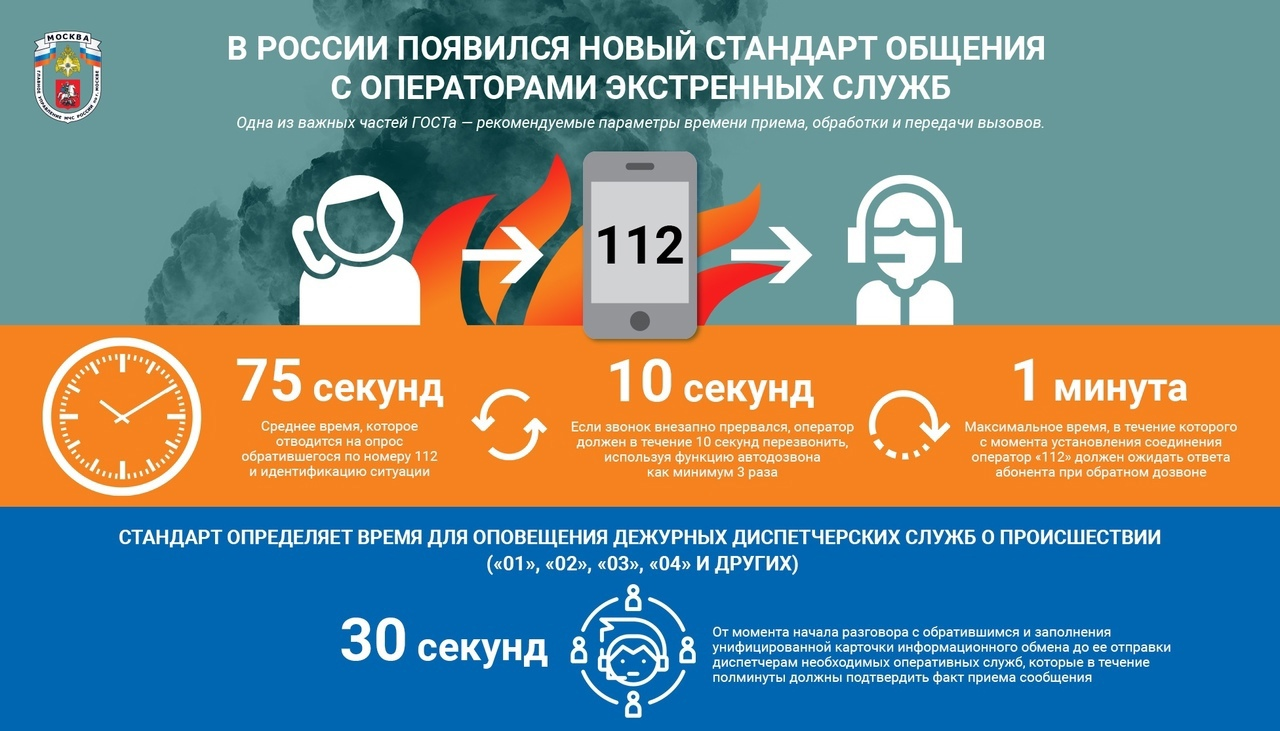 МОСКВА
ГЛАВНОЕ УПРАВЛЕНИЕ МЧС РОССИИ ПО Г. МОСКВЕ
В РОССИИ ПОЯВИЛСЯ НОВЫЙ СТАНДАРТ ОБЩЕНИЯ
С ОПЕРАТОРАМИ ЭКСТРЕННЫХ СЛУЖБ
Одна из важных частей ГОСТа — рекомендуемые параметры времени приема, обработки и передачи вызовов.
112
75 секунд
Среднее время, которое
отводится на опрос
обратившегося по номеру 112
и идентификацию ситуации
10 секунд
Если звонок внезапно прервался, оператор
должен в течение 10 секунд перезвонить,
используя функцию автодозвона
как минимум 3 раза
1 минута
Максимальное время, в течение которого
с момента установления соединения
оператор «112» должен ожидать ответа
абонента при обратном дозвоне
СТАНДАРТ ОПРЕДЕЛЯЕТ ВРЕМЯ ДЛЯ ОПОВЕЩЕНИЯ ДЕЖУРНЫХ ДИСПЕТЧЕРСКИХ СЛУЖБ О ПРОИСШЕСТВИИ
(«01», «02», «03», «04» И ДРУГИХ)
30 секунд
От момента начала разговора с обратившимся и заполнения
унифицированной карточки информационного обмена до ее отправки
диспетчерам необходимых оперативных служб, которые в течение
полминуты должны подтвердить факт приема сообщения